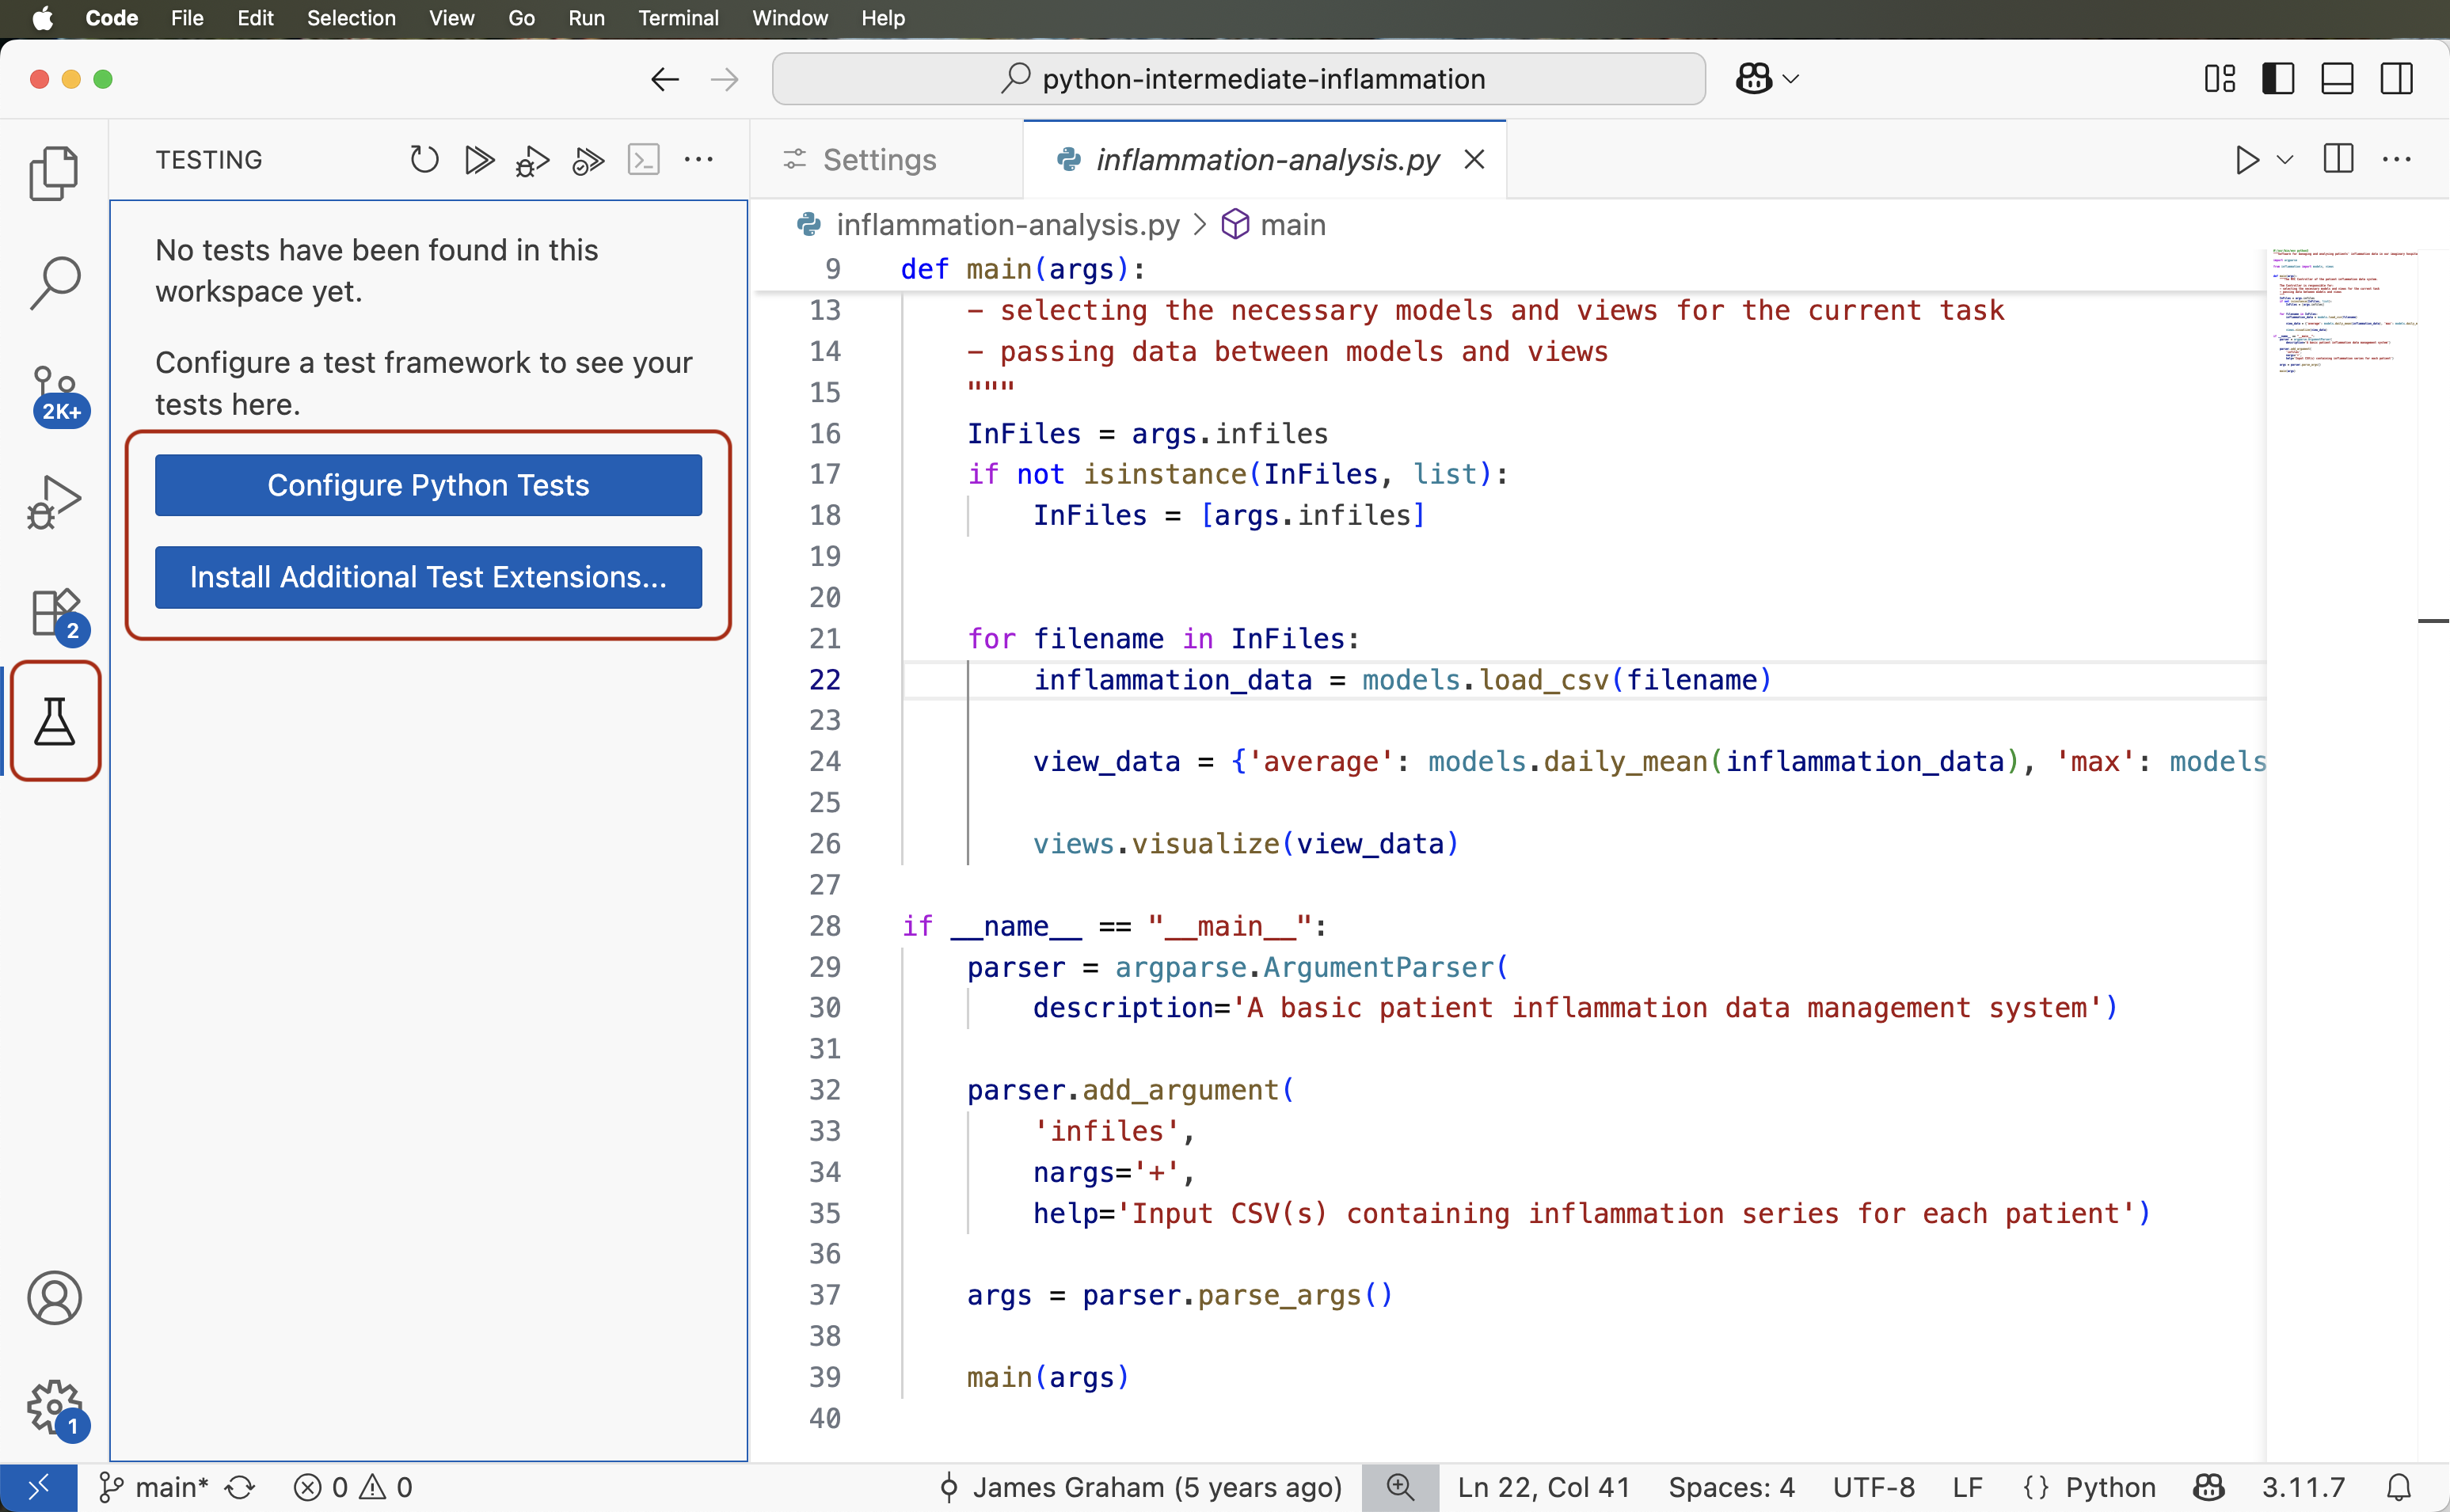 Code File Edit Selection View Go Run Terminal Window Help
python-intermediate-inflammation
TESTING
No tests have been found in this
workspace yet.
Configure a test framework to see your
tests here.
Configure Python Tests
Install Additional Test Extensions...
2K+
2
1
Settings
inflammation-analysis.py
inflammation-analysis.py > main
9 def main(args):
13 - selecting the necessary models and views for the current task
14 - passing data between models and views
15 """
16 InFiles = args.infiles
17 if not isinstance(InFiles, list):
18 InFiles = [args.infiles]
19
20
21 for filename in InFiles:
22 inflammation_data = models.load_csv(filename)
23
24 view_data = {'average': models.daily_mean(inflammation_data), 'max': models
25
26 views.visualize(view_data)
27
28 if __name__ == "__main__":
29 parser = argparse.ArgumentParser(
30 description='A basic patient inflammation data management system')
31
32 parser.add_argument(
33 'infiles',
34 nargs='+',
35 help='Input CSV(s) containing inflammation series for each patient')
36
37 args = parser.parse_args()
38
39 main(args)
40
main* 0 0 James Graham (5 years ago) Ln 22, Col 41 Spaces: 4 UTF-8 LF {} Python 3.11.7